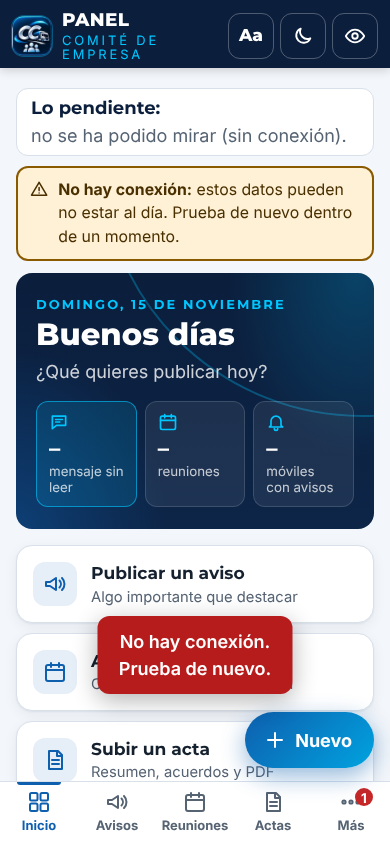 PANEL
COMITÉ DE
EMPRESA
Aa
Lo pendiente:
no se ha podido mirar (sin conexión).
No hay conexión: estos datos pueden
no estar al día. Prueba de nuevo dentro
de un momento.
DOMINGO, 15 DE NOVIEMBRE
Buenos días
¿Qué quieres publicar hoy?
–
mensaje sin
leer
–
reuniones
–
móviles
con avisos
Publicar un aviso
Algo importante que destacar
No hay conexión.
Prueba de nuevo.
Subir un acta
Resumen, acuerdos y PDF
Nuevo
1
Inicio
Avisos
Reuniones
Actas
Más